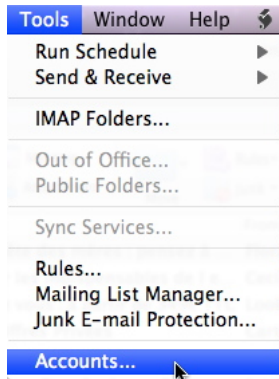 Tools Window Help
Run Schedule
Send & Receive
IMAP Folders...
Out of Office...
Public Folders...
Sync Services...
Rules...
Mailing List Manager...
Junk E-mail Protection...
Accounts...